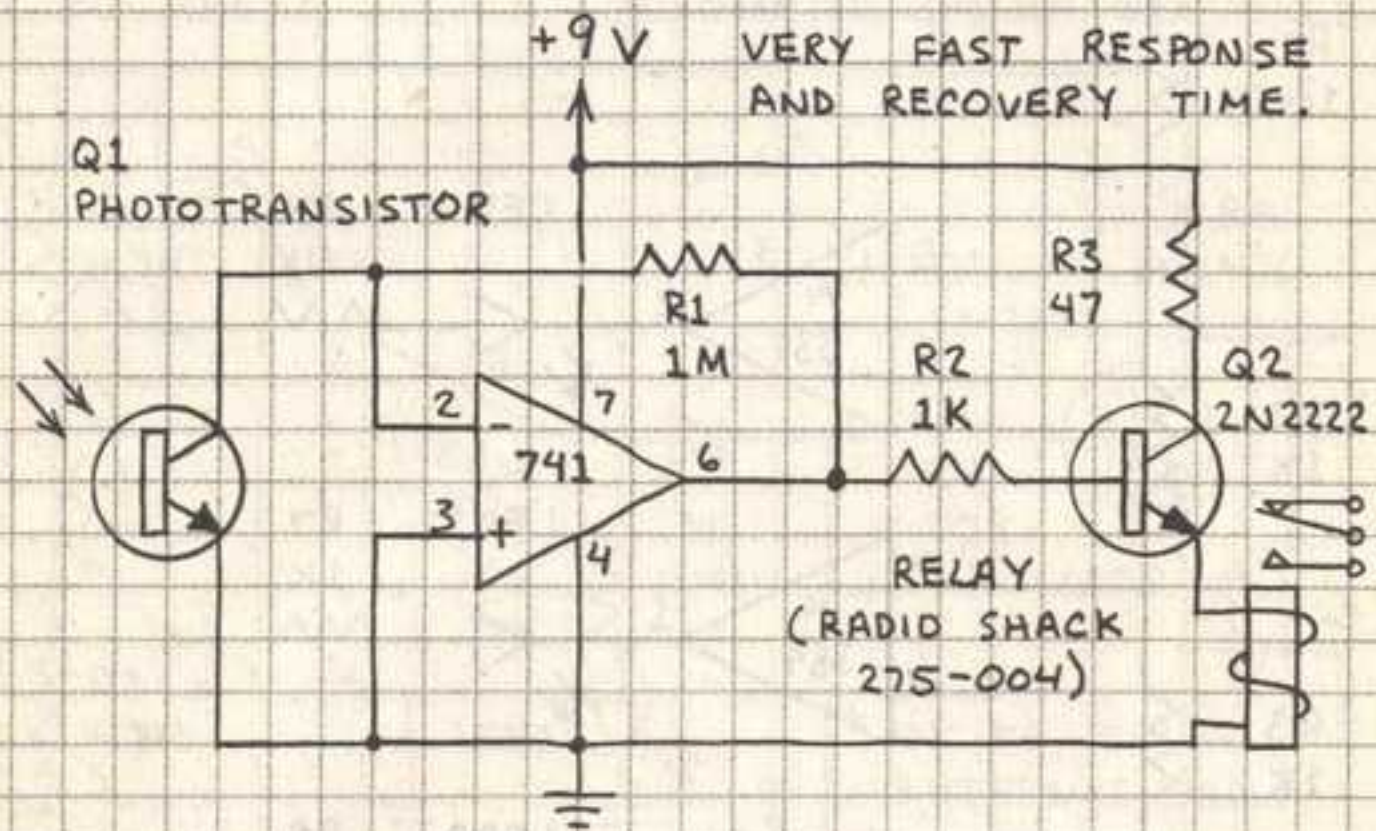 +9V
VERY FAST RESPONSE
AND RECOVERY TIME.
Q1
PHOTOTRANSISTOR
R1
1M
R2
1K
R3
47
Q2
2N2222
2
-
7
741
6
3
+
4
RELAY
(RADIO SHACK
275-004)